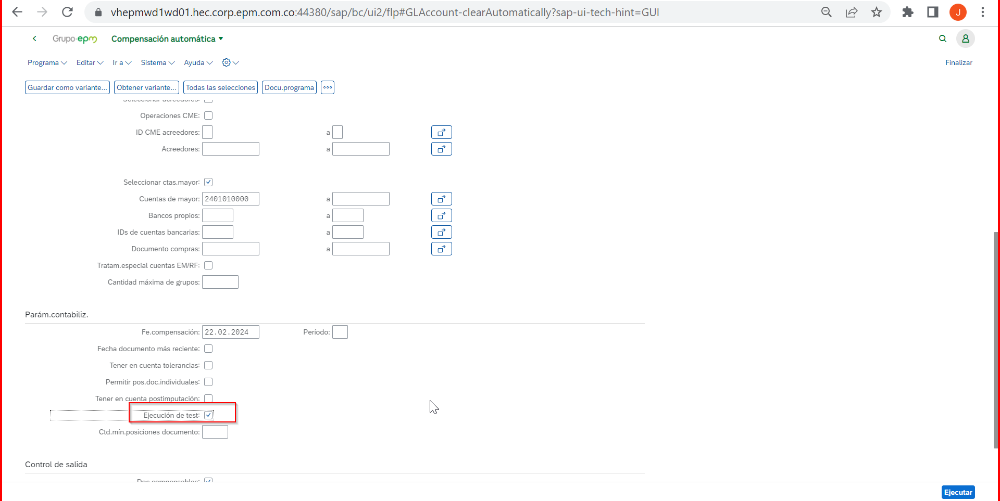 vhepmwd1wd01.hec.corp.epm.com.co:44380/sap/bc/ui2/flp#GLAccount-clearAutomatically?sap-ui-tech-hint=GUI
J
Grupo·epm Compensación automática
Programa Editar Ir a Sistema Ayuda Finalizar
Guardar como variante... Obtener variante... Todas las selecciones Docu.programa
Seleccionar acreedores:
Operaciones CME:
ID CME acreedores: a
Acreedores: a
Seleccionar ctas.mayor:
Cuentas de mayor: 2401010000 a
Bancos propios: a
IDs de cuentas bancarias: a
Documento compras: a
Tratam.especial cuentas EM/RF:
Cantidad máxima de grupos:
Parám.contabiliz.
Fe.compensación: 22.02.2024 Período:
Fecha documento más reciente:
Tener en cuenta tolerancias:
Permitir pos.doc.individuales:
Tener en cuenta postimputación:
Ejecución de test:
Ctd.mín.posiciones documento:
Control de salida
Doc.compensables:
Ejecutar